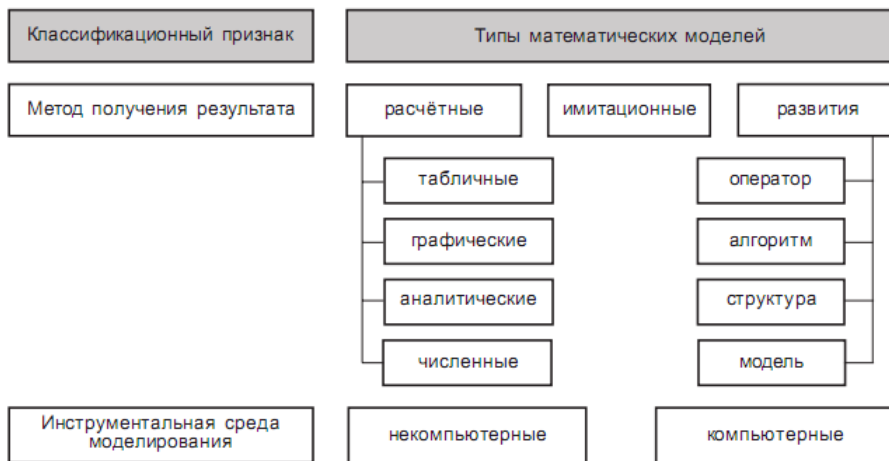 Классификационный признак
Типы математических моделей
Метод получения результата
расчётные
имитационные
развития
табличные
оператор
графические
алгоритм
аналитические
структура
численные
модель
Инструментальная среда
моделирования
некомпьютерные
компьютерные